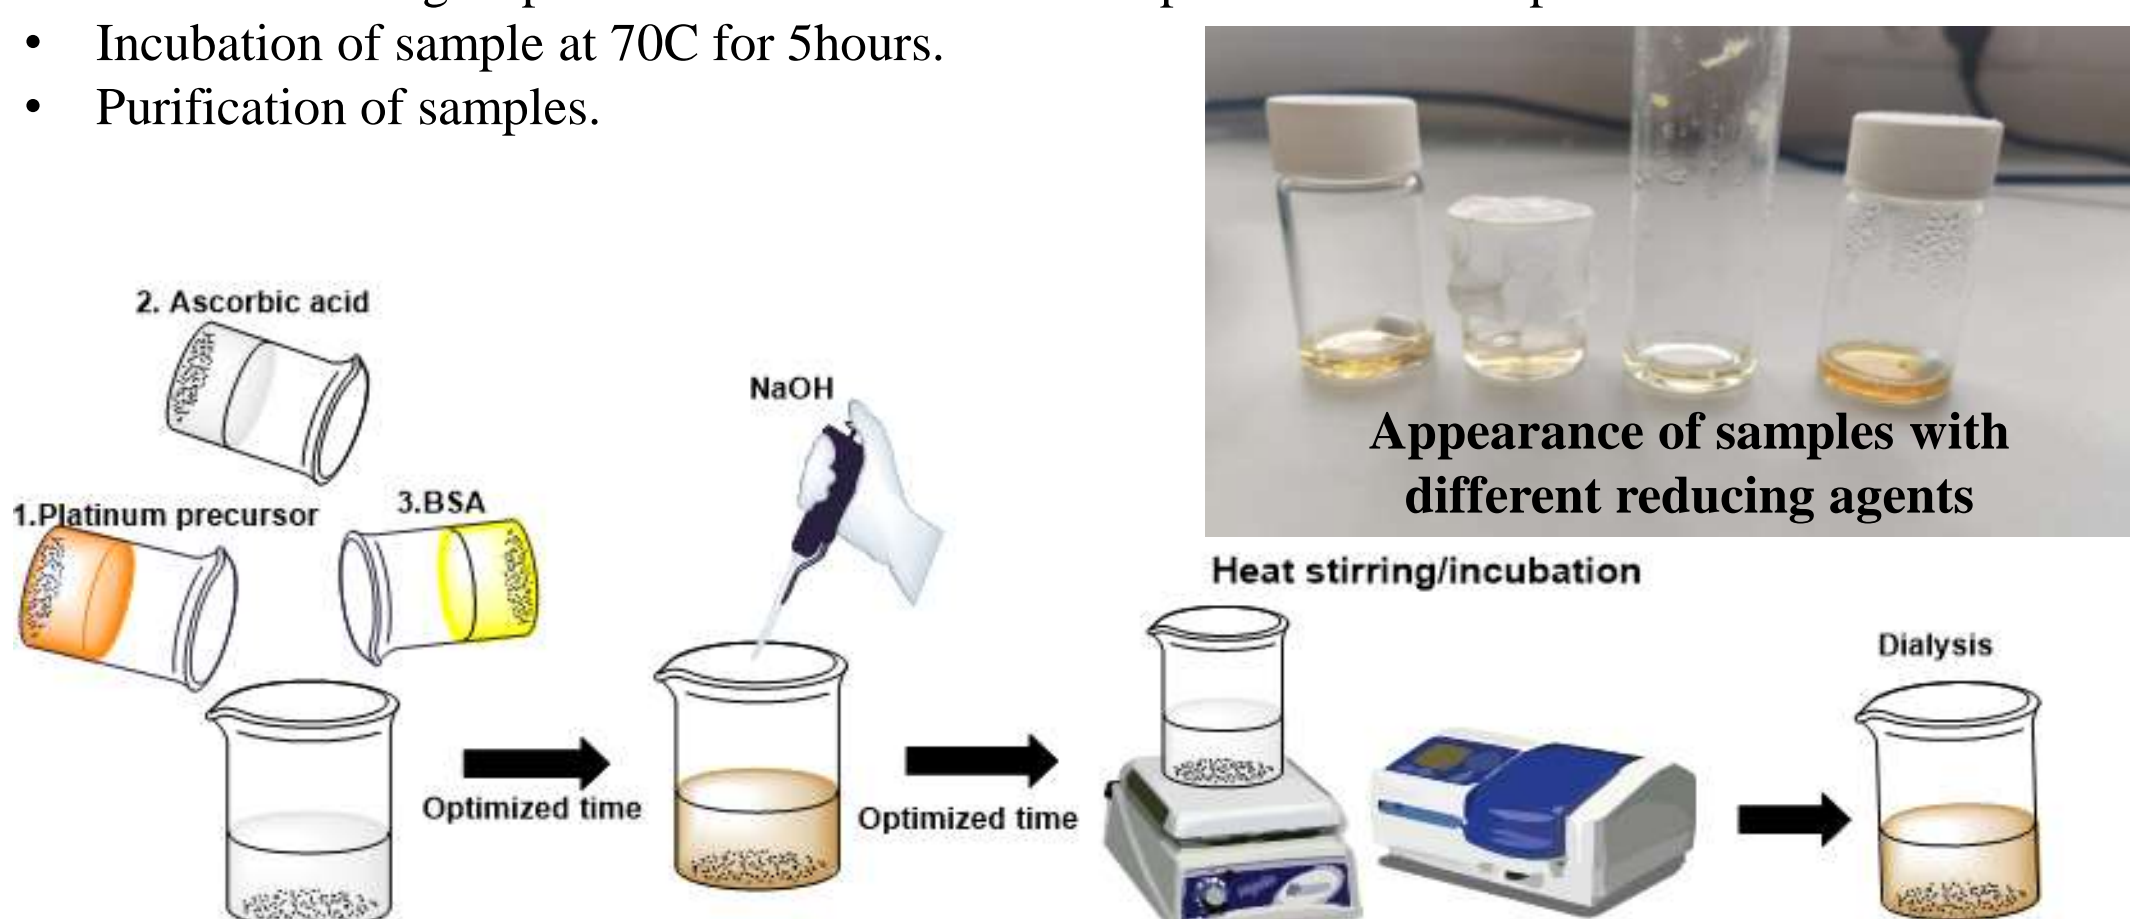 • Incubation of sample at 70C for 5hours.
• Purification of samples.
2. Ascorbic acid
1.Platinum precursor
3.BSA
NaOH
Appearance of samples with
different reducing agents
Heat stirring/incubation
Dialysis
Optimized time
Optimized time